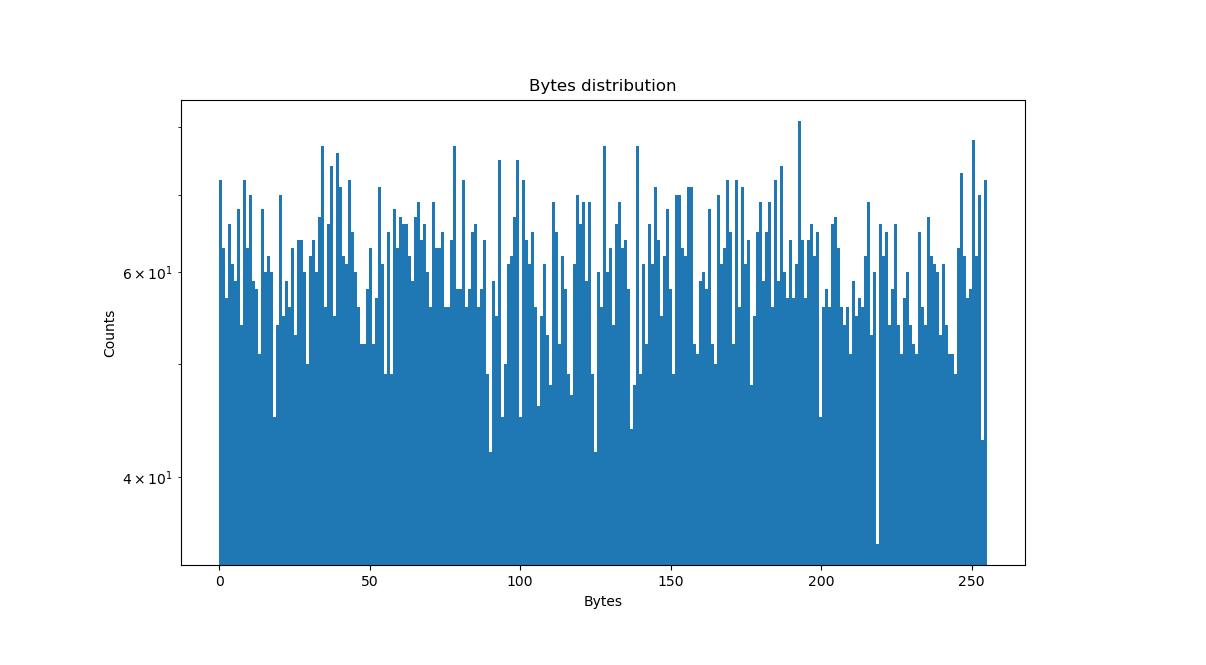 Bytes distribution
Counts
6 × 10¹
4 × 10¹
0 50 100 150 200 250
Bytes